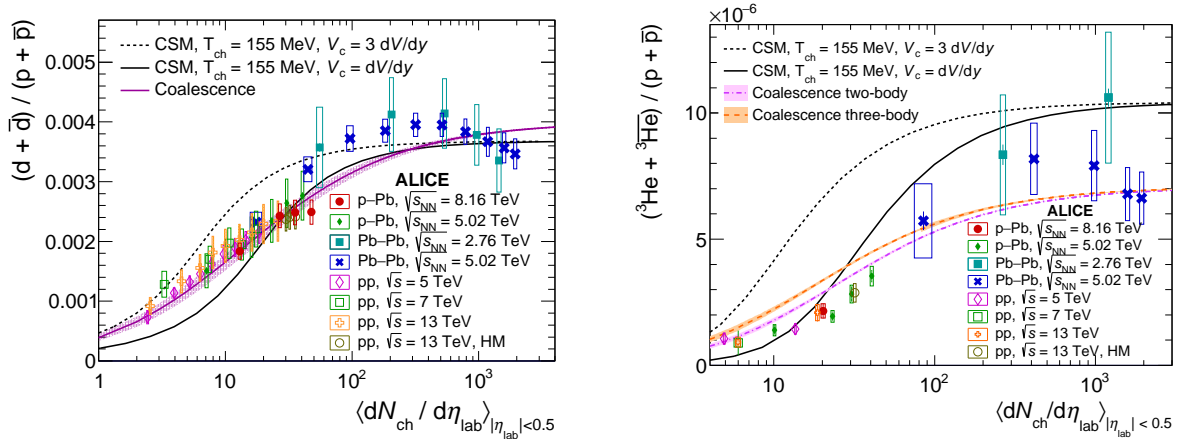 (d + d̅) / (p + p̅)
CSM, T_ch = 155 MeV, V_c = 3 dV/dy
CSM, T_ch = 155 MeV, V_c = dV/dy
Coalescence
ALICE
p–Pb, √s_NN = 8.16 TeV
p–Pb, √s_NN = 5.02 TeV
Pb–Pb, √s_NN = 2.76 TeV
Pb–Pb, √s_NN = 5.02 TeV
pp, √s = 5 TeV
pp, √s = 7 TeV
pp, √s = 13 TeV
pp, √s = 13 TeV, HM
0.005
0.004
0.003
0.002
0.001
0
1 10 10² 10³
⟨dN_ch / dη_lab⟩_|η_lab|<0.5
×10⁻⁶
(³He + ³H̅e̅) / (p + p̅)
CSM, T_ch = 155 MeV, V_c = 3 dV/dy
CSM, T_ch = 155 MeV, V_c = dV/dy
Coalescence two-body
Coalescence three-body
ALICE
p–Pb, √s_NN = 8.16 TeV
p–Pb, √s_NN = 5.02 TeV
Pb–Pb, √s_NN = 2.76 TeV
Pb–Pb, √s_NN = 5.02 TeV
pp, √s = 5 TeV
pp, √s = 7 TeV
pp, √s = 13 TeV
pp, √s = 13 TeV, HM
10
5
0
10 10² 10³
⟨dN_ch/dη_lab⟩_|η_lab| < 0.5